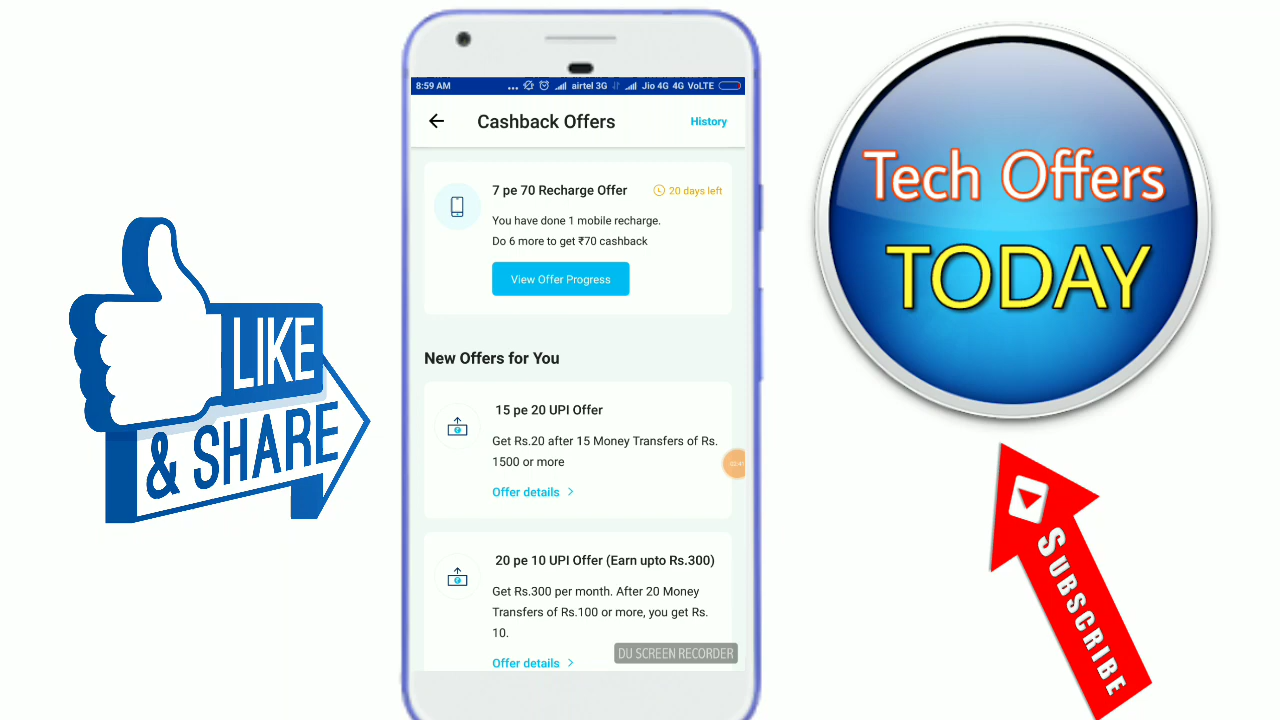 LIKE
& SHARE
8:59 AM
... airtel 3G Jio 4G 4G VoLTE
Cashback Offers
History
7 pe 70 Recharge Offer
20 days left
You have done 1 mobile recharge.
Do 6 more to get ₹70 cashback
View Offer Progress
New Offers for You
15 pe 20 UPI Offer
Get Rs.20 after 15 Money Transfers of Rs.
1500 or more
Offer details >
20 pe 10 UPI Offer (Earn upto Rs.300)
Get Rs.300 per month. After 20 Money
Transfers of Rs.100 or more, you get Rs.
10.
Offer details >
DU SCREEN RECORDER
Tech Offers
TODAY
SUBSCRIBE